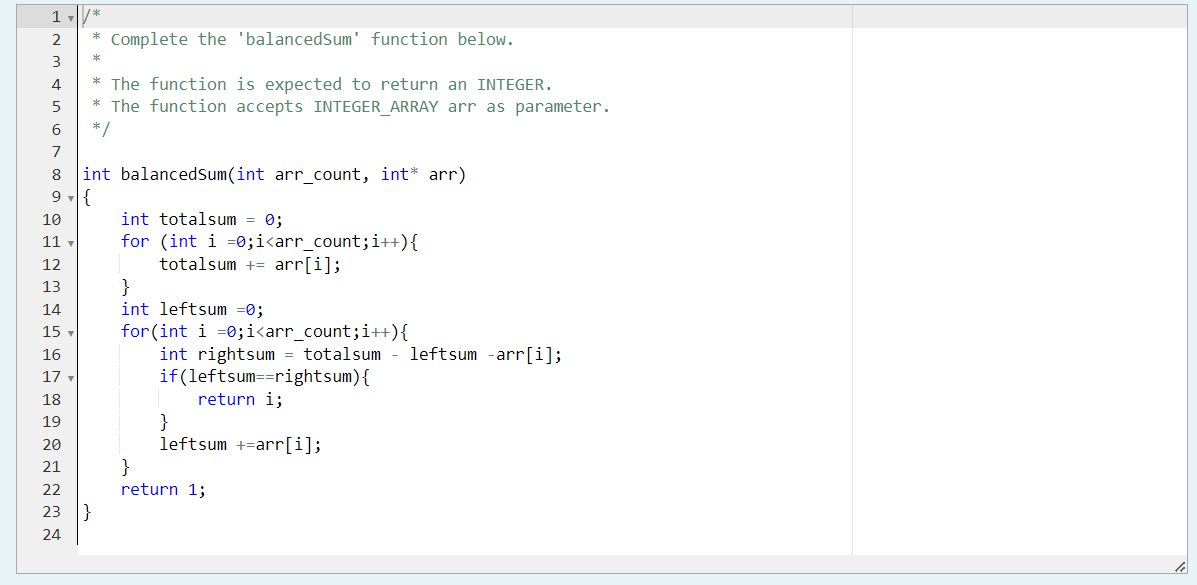 1 /*
2  * Complete the 'balancedSum' function below.
3  *
4  * The function is expected to return an INTEGER.
5  * The function accepts INTEGER_ARRAY arr as parameter.
6  */
7
8 int balancedSum(int arr_count, int* arr)
9 {
10     int totalsum = 0;
11     for (int i =0;i<arr_count;i++){
12         totalsum += arr[i];
13     }
14     int leftsum =0;
15     for(int i =0;i<arr_count;i++){
16         int rightsum = totalsum - leftsum -arr[i];
17         if(leftsum==rightsum){
18             return i;
19         }
20         leftsum +=arr[i];
21     }
22     return 1;
23 }
24